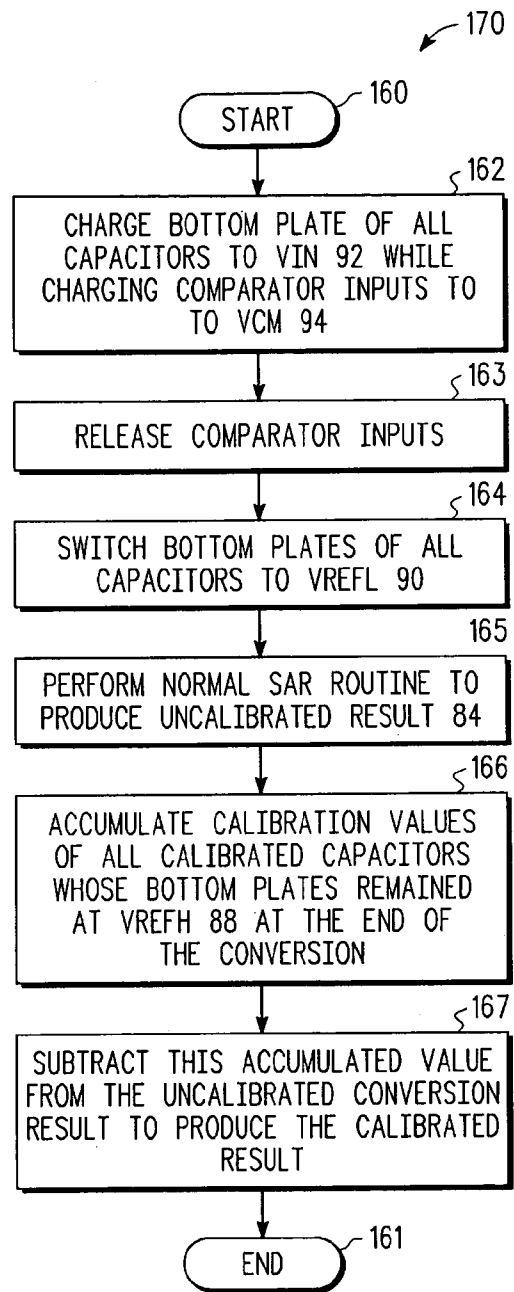 170
START
160
162
CHARGE BOTTOM PLATE OF ALL
CAPACITORS TO VIN 92 WHILE
CHARGING COMPARATOR INPUTS TO
TO VCM 94
163
RELEASE COMPARATOR INPUTS
164
SWITCH BOTTOM PLATES OF ALL
CAPACITORS TO VREFL 90
165
PERFORM NORMAL SAR ROUTINE TO
PRODUCE UNCALIBRATED RESULT 84
166
ACCUMULATE CALIBRATION VALUES
OF ALL CALIBRATED CAPACITORS
WHOSE BOTTOM PLATES REMAINED
AT VREFH 88 AT THE END OF
THE CONVERSION
167
SUBTRACT THIS ACCUMULATED VALUE
FROM THE UNCALIBRATED CONVERSION
RESULT TO PRODUCE THE CALIBRATED
RESULT
END
161